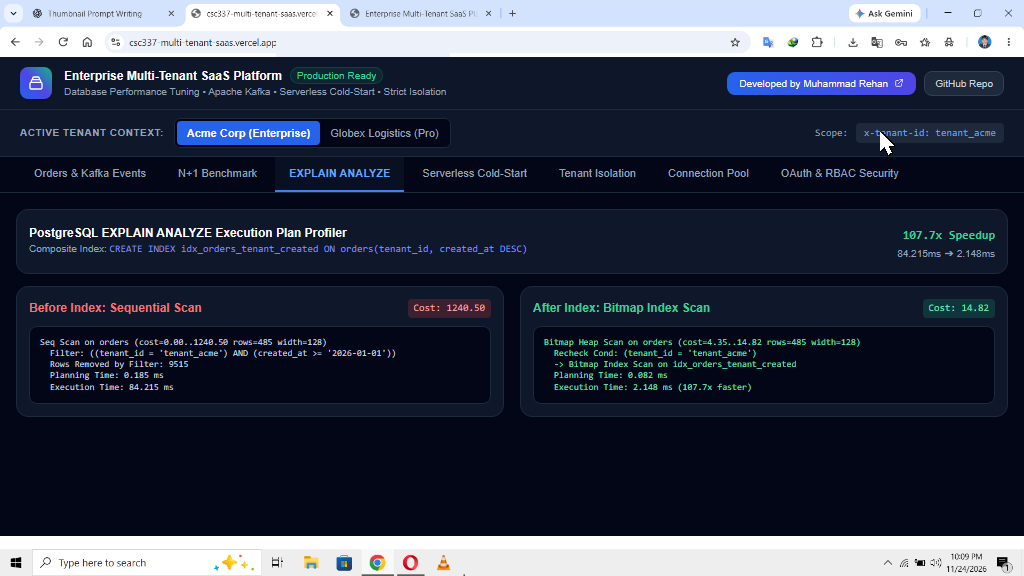 Thumbnail Prompt Writing
csc337-multi-tenant-saas.vercel
Enterprise Multi-Tenant SaaS Pl
Ask Gemini
csc337-multi-tenant-saas.vercel.app
Enterprise Multi-Tenant SaaS Platform
Production Ready
Database Performance Tuning • Apache Kafka • Serverless Cold-Start • Strict Isolation
Developed by Muhammad Rehan
GitHub Repo
ACTIVE TENANT CONTEXT:
Acme Corp (Enterprise)
Globex Logistics (Pro)
Scope:
x-tenant-id: tenant_acme
Orders & Kafka Events
N+1 Benchmark
EXPLAIN ANALYZE
Serverless Cold-Start
Tenant Isolation
Connection Pool
OAuth & RBAC Security
PostgreSQL EXPLAIN ANALYZE Execution Plan Profiler
Composite Index: CREATE INDEX idx_orders_tenant_created ON orders(tenant_id, created_at DESC)
107.7x Speedup
84.215ms → 2.148ms
Before Index: Sequential Scan
Cost: 1240.50
Seq Scan on orders (cost=0.00..1240.50 rows=485 width=128)
Filter: ((tenant_id = 'tenant_acme') AND (created_at >= '2026-01-01'))
Rows Removed by Filter: 9515
Planning Time: 0.185 ms
Execution Time: 84.215 ms
After Index: Bitmap Index Scan
Cost: 14.82
Bitmap Heap Scan on orders (cost=4.35..14.82 rows=485 width=128)
Recheck Cond: (tenant_id = 'tenant_acme')
-> Bitmap Index Scan on idx_orders_tenant_created
Planning Time: 0.082 ms
Execution Time: 2.148 ms (107.7x faster)
Type here to search
10:09 PM
11/24/2026
1